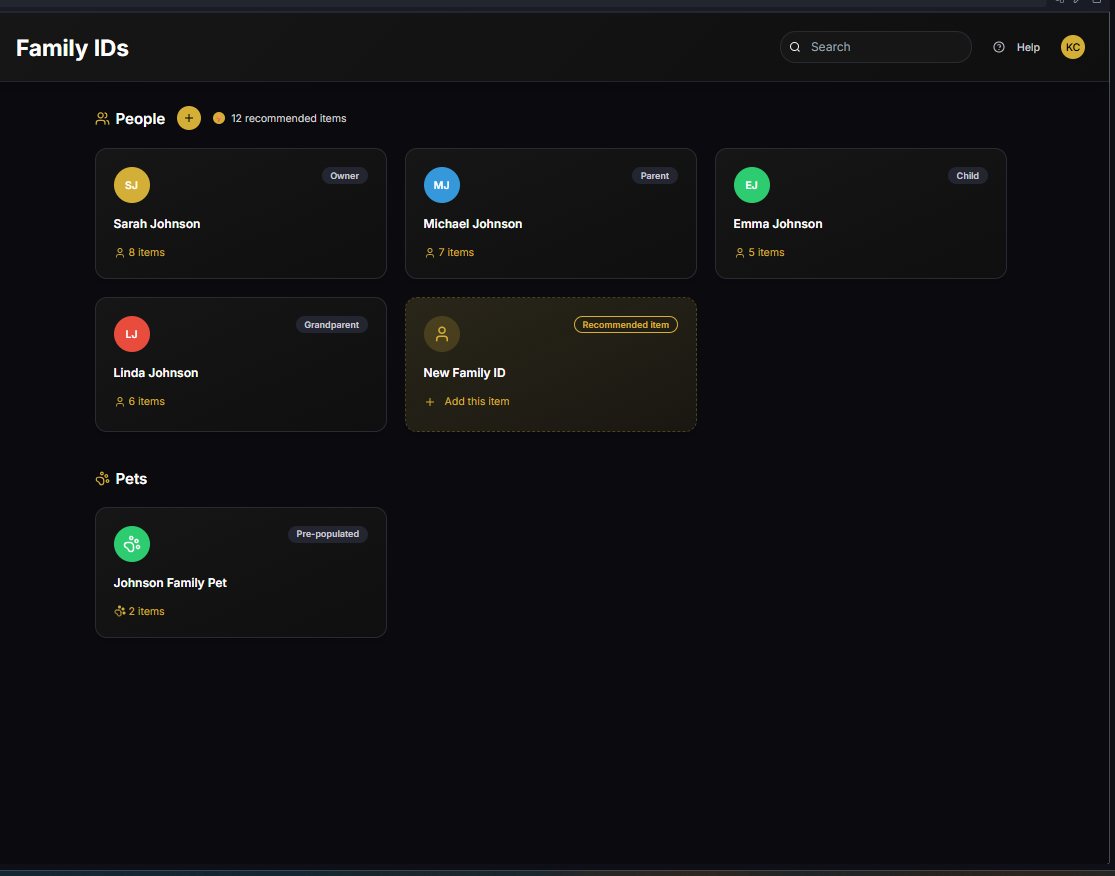 Family IDs
Search
Help
KC
People
+
12 recommended items
SJ
Owner
Sarah Johnson
8 items
MJ
Parent
Michael Johnson
7 items
EJ
Child
Emma Johnson
5 items
LJ
Grandparent
Linda Johnson
6 items
Recommended item
New Family ID
+ Add this item
Pets
Pre-populated
Johnson Family Pet
2 items